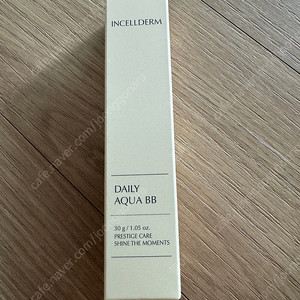 INCELLDERM
DAILY
AQUA BB
30 g / 1.05 oz.
PRESTIGE CARE
SHINE THE MOMENTS